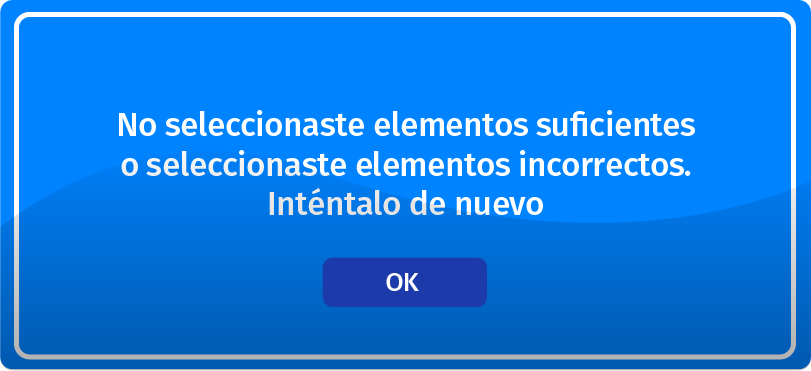 No seleccionaste elementos suficientes
o seleccionaste elementos incorrectos.
Inténtalo de nuevo
OK